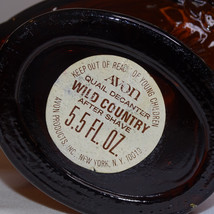 KEEP OUT OF REACH OF YOUNG CHILDREN
AVON
QUAIL DECANTER
WILD COUNTRY
AFTER SHAVE
5.5 FL. OZ.
AVON PRODUCTS, INC., NEW YORK, N.Y. 10019